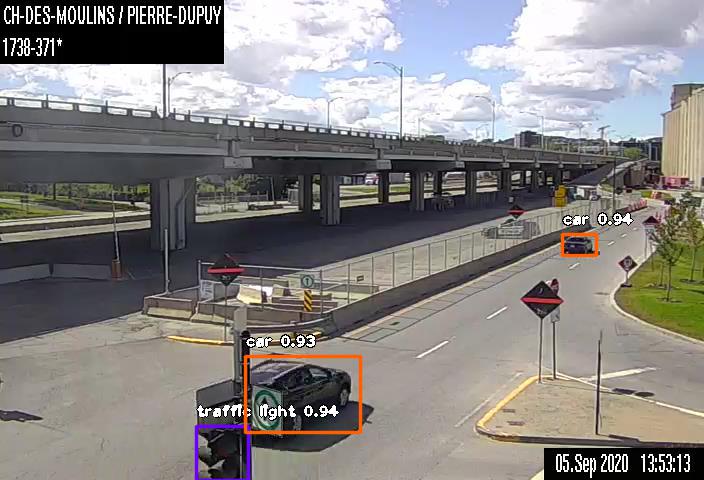 CH-DES-MOULINS / PIERRE-DUPUY
1738-371*
car 0.94
car 0.93
traffic light 0.94
05.Sep 2020 13:53:13